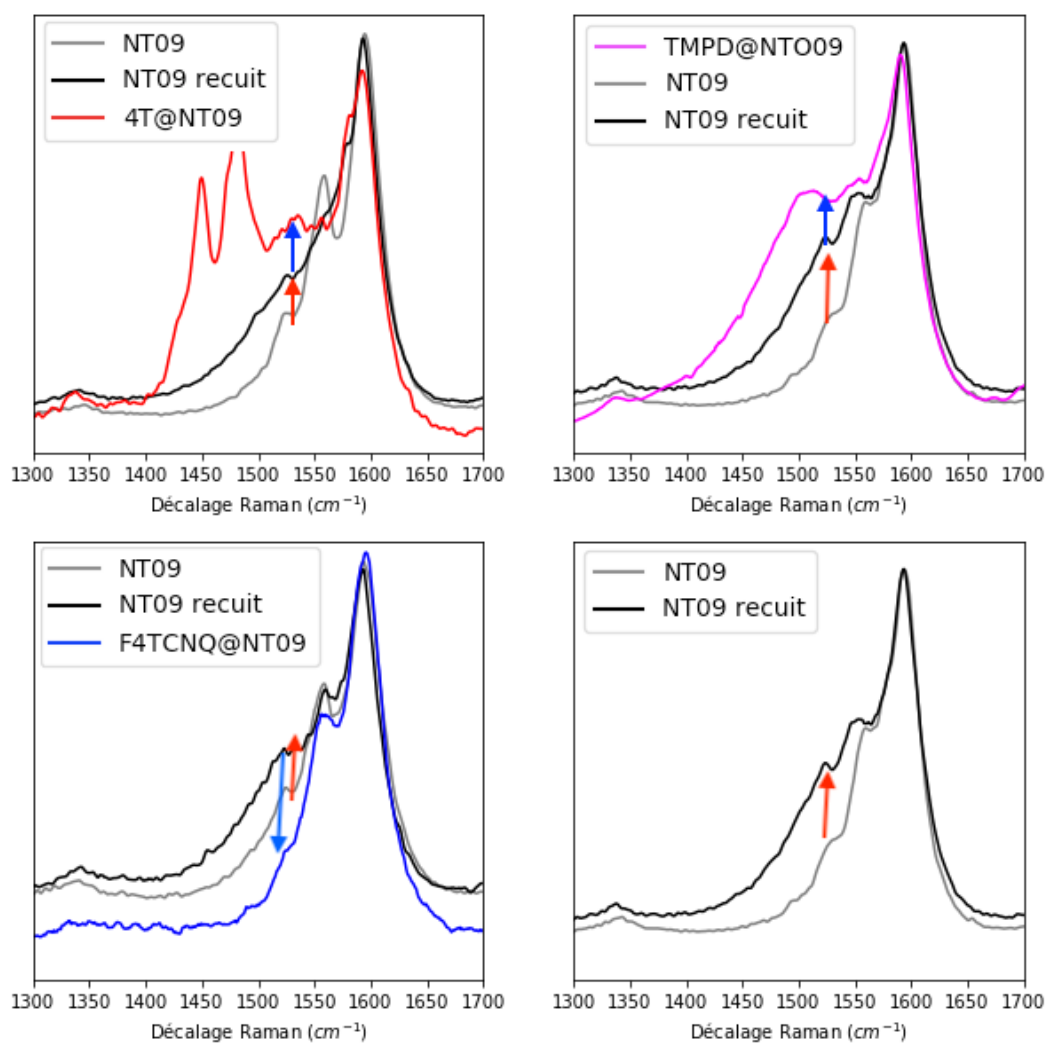 NT09
NT09 recuit
4T@NT09
1300 1350 1400 1450 1500 1550 1600 1650 1700
Décalage Raman (cm⁻¹)
TMPD@NTO09
NT09
NT09 recuit
1300 1350 1400 1450 1500 1550 1600 1650 1700
Décalage Raman (cm⁻¹)
NT09
NT09 recuit
F4TCNQ@NT09
1300 1350 1400 1450 1500 1550 1600 1650 1700
Décalage Raman (cm⁻¹)
NT09
NT09 recuit
1300 1350 1400 1450 1500 1550 1600 1650 1700
Décalage Raman (cm⁻¹)